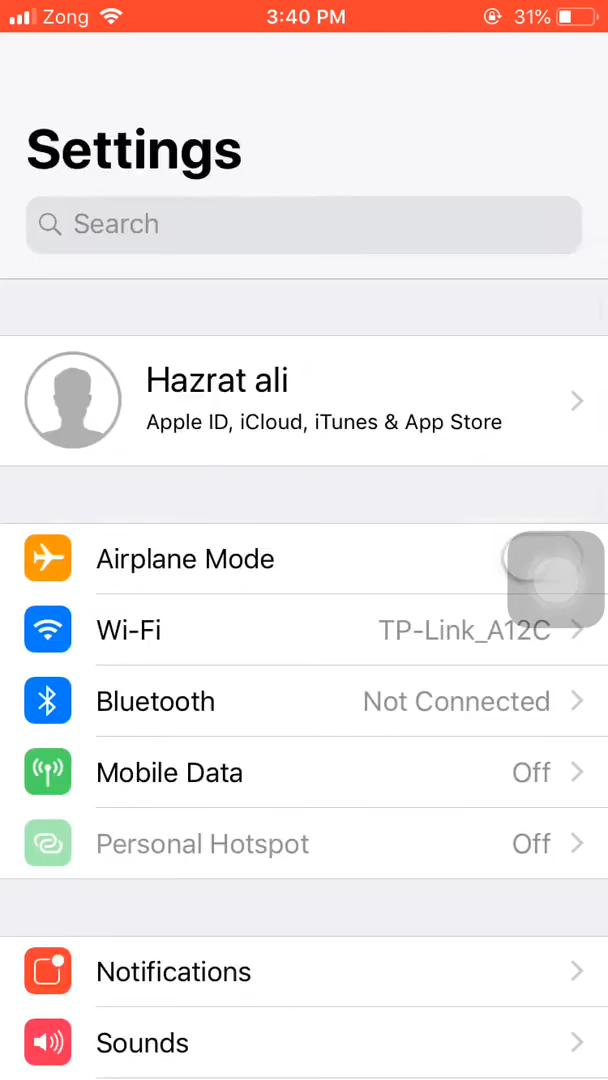 Zong 3:40 PM 31%
Settings
Search
Hazrat ali
Apple ID, iCloud, iTunes & App Store
Airplane Mode
Wi-Fi TP-Link_A12C
Bluetooth Not Connected
Mobile Data Off
Personal Hotspot Off
Notifications
Sounds